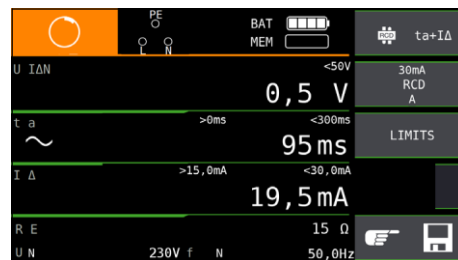 PE
L N
BAT
MEM
RCD ta+IΔ
U IΔN <50V
0,5 V
30mA
RCD
A
t a >0ms <300ms
95ms
LIMITS
I Δ >15,0mA <30,0mA
19,5mA
R E 15 Ω
U N 230V f N 50,0Hz